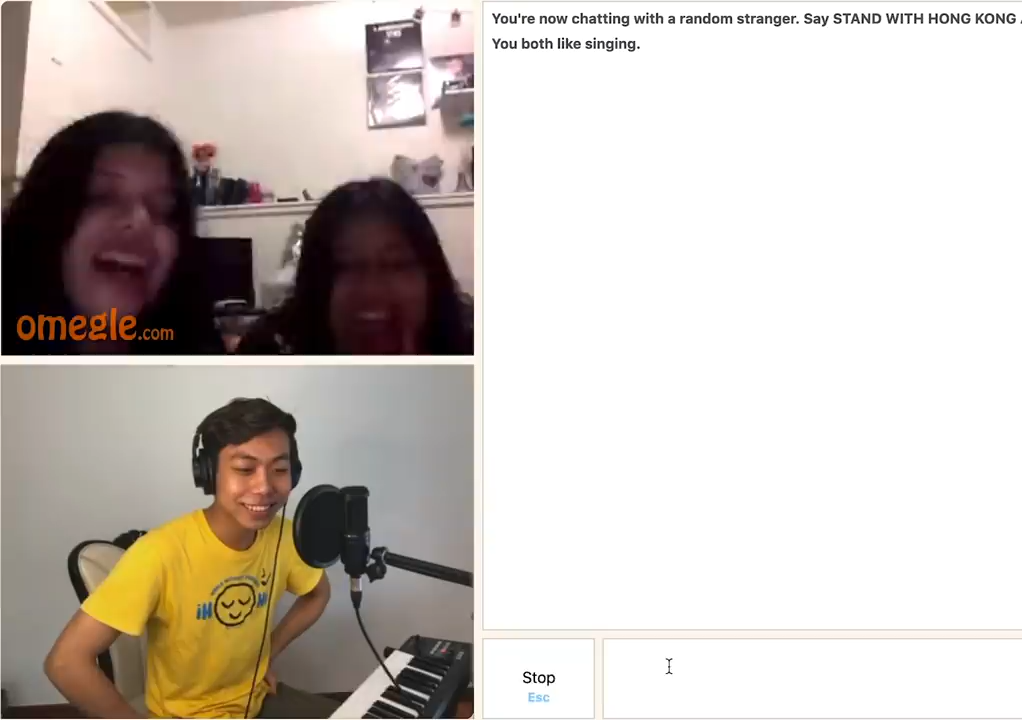 You're now chatting with a random stranger. Say STAND WITH HONG KONG
You both like singing.
omegle.com
Stop
Esc